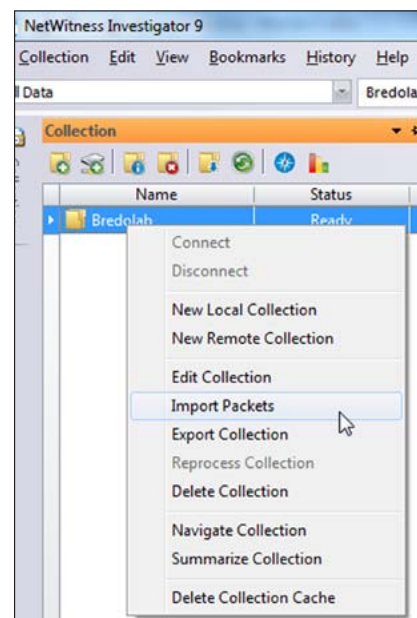 NetWitness Investigator 9
Collection Edit View Bookmarks History Help
Data Bredola
Collection
Name Status
Bredolab Ready
Connect
Disconnect
New Local Collection
New Remote Collection
Edit Collection
Import Packets
Export Collection
Reprocess Collection
Delete Collection
Navigate Collection
Summarize Collection
Delete Collection Cache